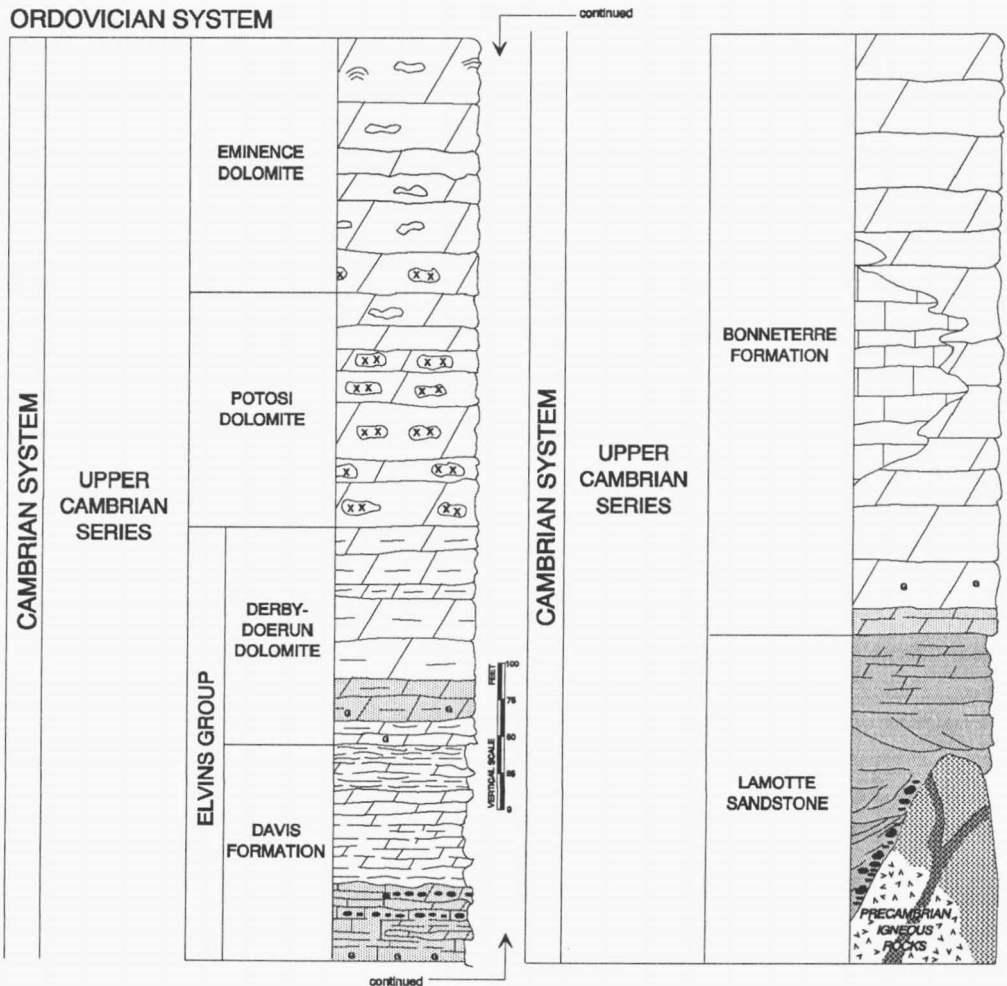 ORDOVICIAN SYSTEM
CAMBRIAN SYSTEM
UPPER
CAMBRIAN
SERIES
EMINENCE
DOLOMITE
POTOSI
DOLOMITE
ELVINS GROUP
DERBY-
DOERUN
DOLOMITE
DAVIS
FORMATION
x x
x x x x
x x x x
x x x x
x x x
x x x x
G G
G
G G
VERTICAL SCALE FEET
100
75
50
25
0
continued
continued
CAMBRIAN SYSTEM
UPPER
CAMBRIAN
SERIES
BONNETERRE
FORMATION
G G
LAMOTTE
SANDSTONE
PRECAMBRIAN
IGNEOUS
ROCKS